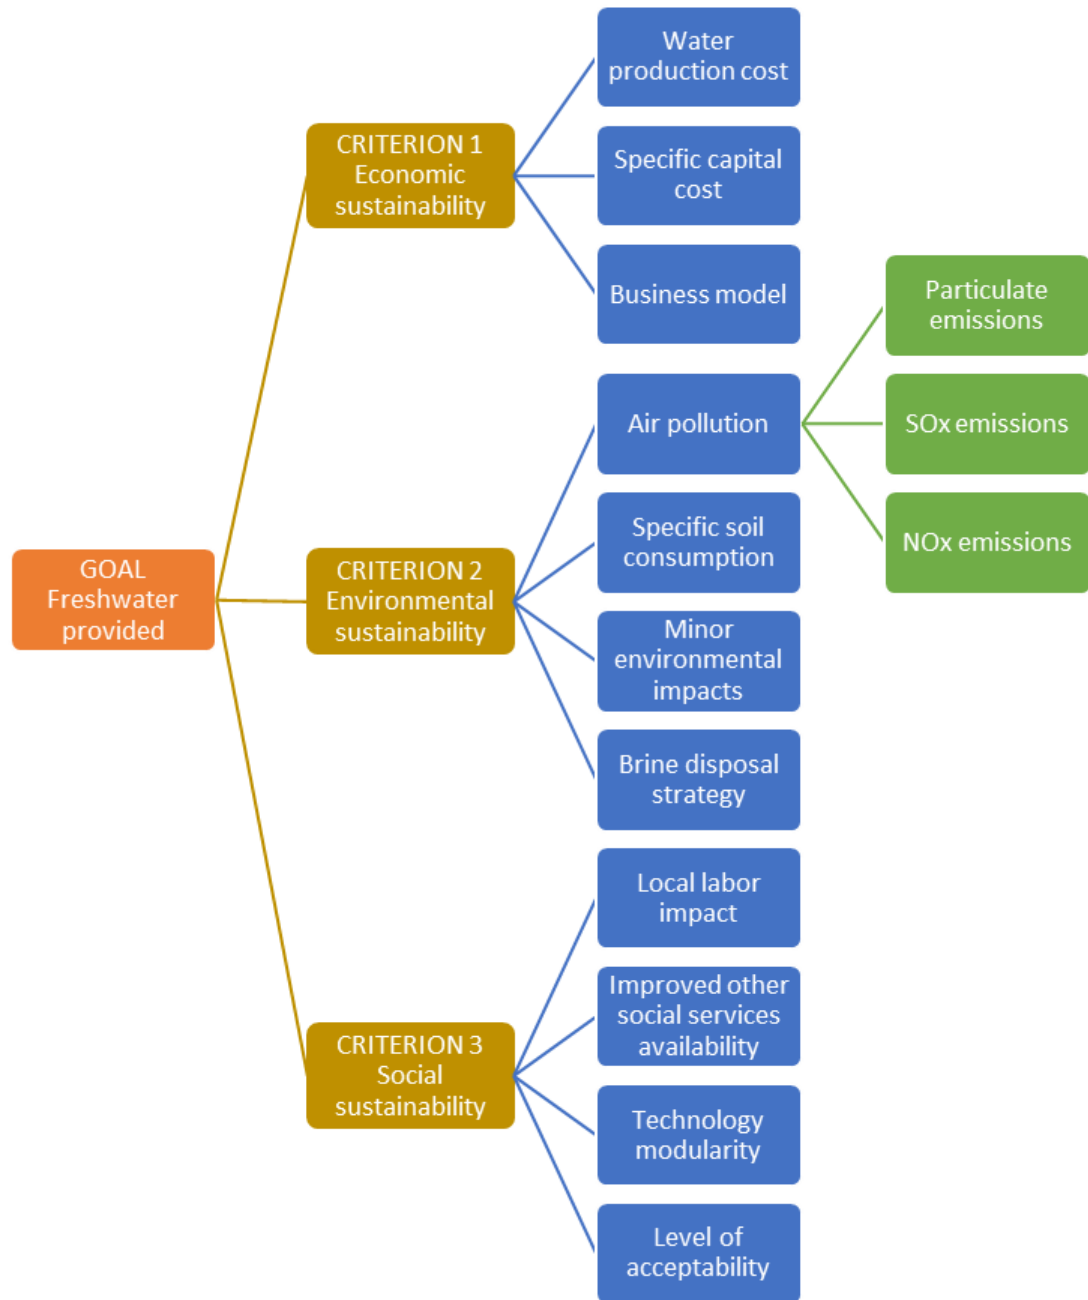 Water
production cost
CRITERION 1
Economic
sustainability
Specific capital
cost
Business model
Particulate
emissions
Air pollution
SOx emissions
Specific soil
consumption
NOx emissions
GOAL
Freshwater
provided
CRITERION 2
Environmental
sustainability
Minor
environmental
impacts
Brine disposal
strategy
Local labor
impact
Improved other
social services
availability
CRITERION 3
Social
sustainability
Technology
modularity
Level of
acceptability